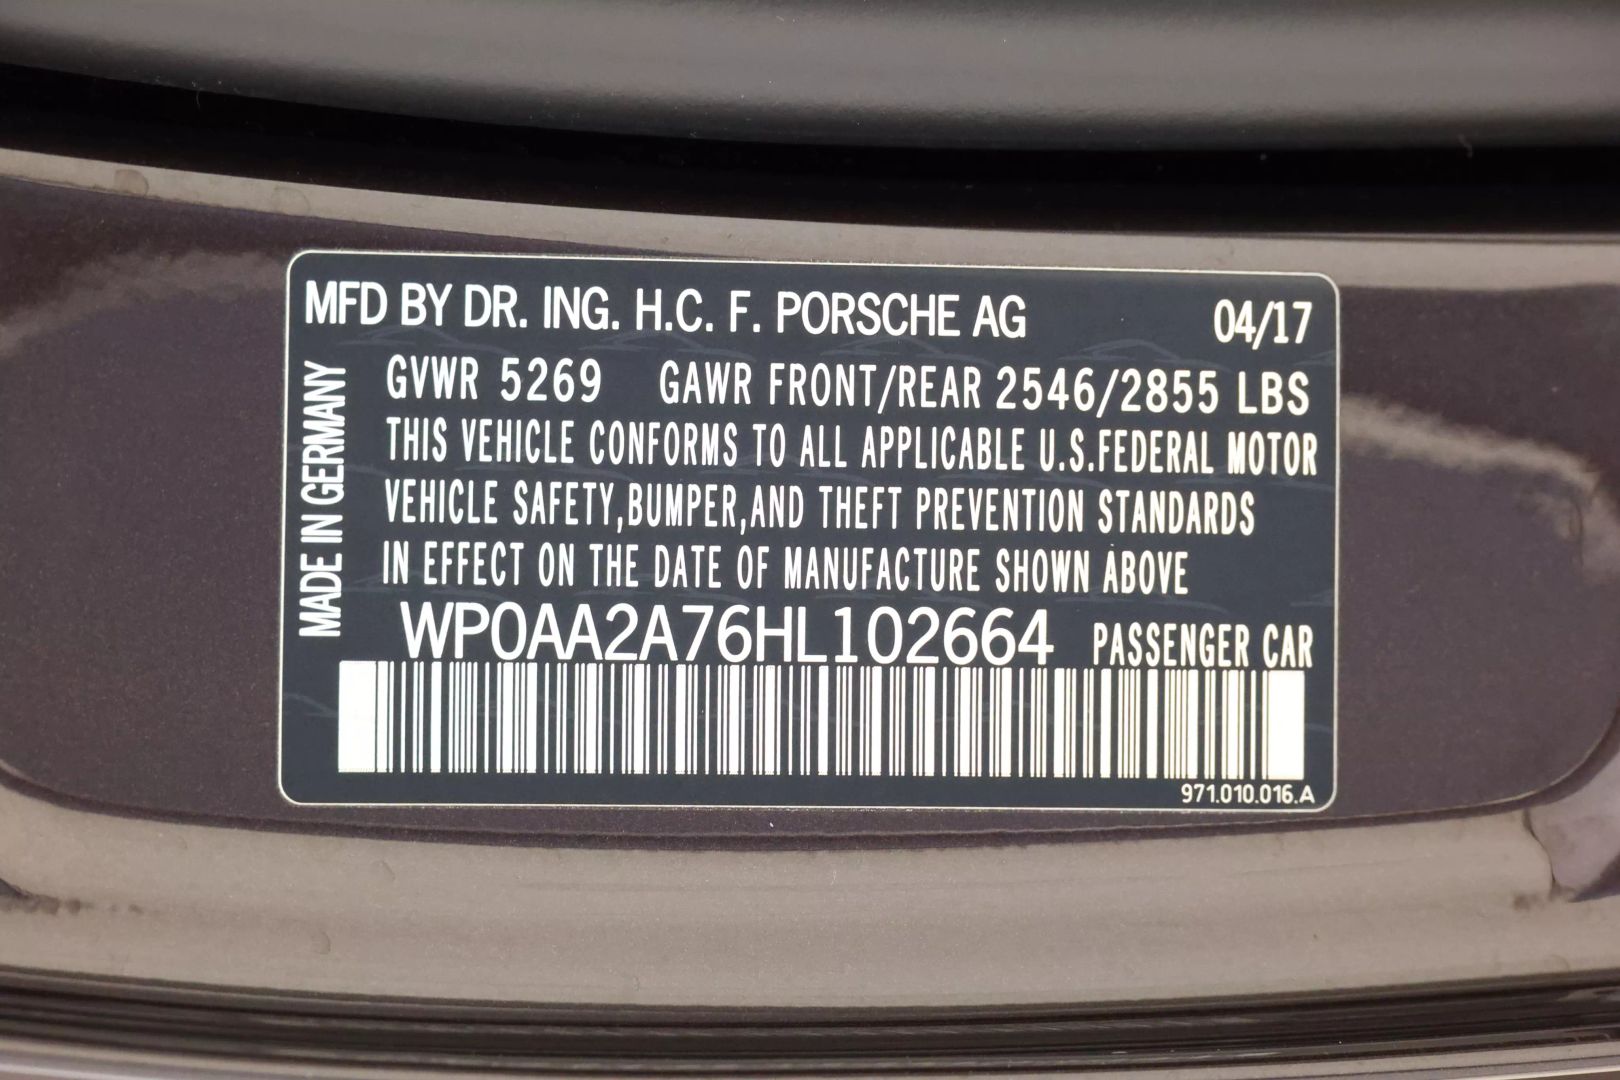 MFD BY DR. ING. H.C. F. PORSCHE AG 04/17
MADE IN GERMANY
GVWR 5269 GAWR FRONT/REAR 2546/2855 LBS
THIS VEHICLE CONFORMS TO ALL APPLICABLE U.S.FEDERAL MOTOR
VEHICLE SAFETY,BUMPER,AND THEFT PREVENTION STANDARDS
IN EFFECT ON THE DATE OF MANUFACTURE SHOWN ABOVE
WP0AA2A76HL102664 PASSENGER CAR
971.010.016.A